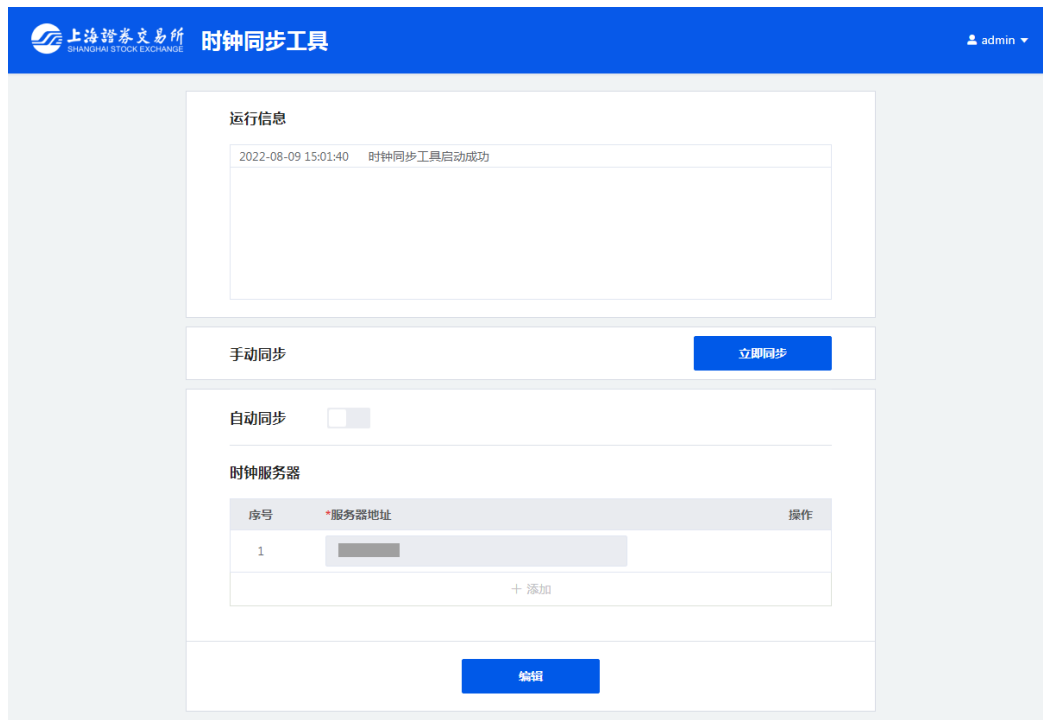 上海證券交易所
SHANGHAI STOCK EXCHANGE
时钟同步工具
admin
运行信息
2022-08-09 15:01:40 时钟同步工具启动成功
手动同步
立即同步
自动同步
时钟服务器
序号 *服务器地址 操作
1
+ 添加
编辑